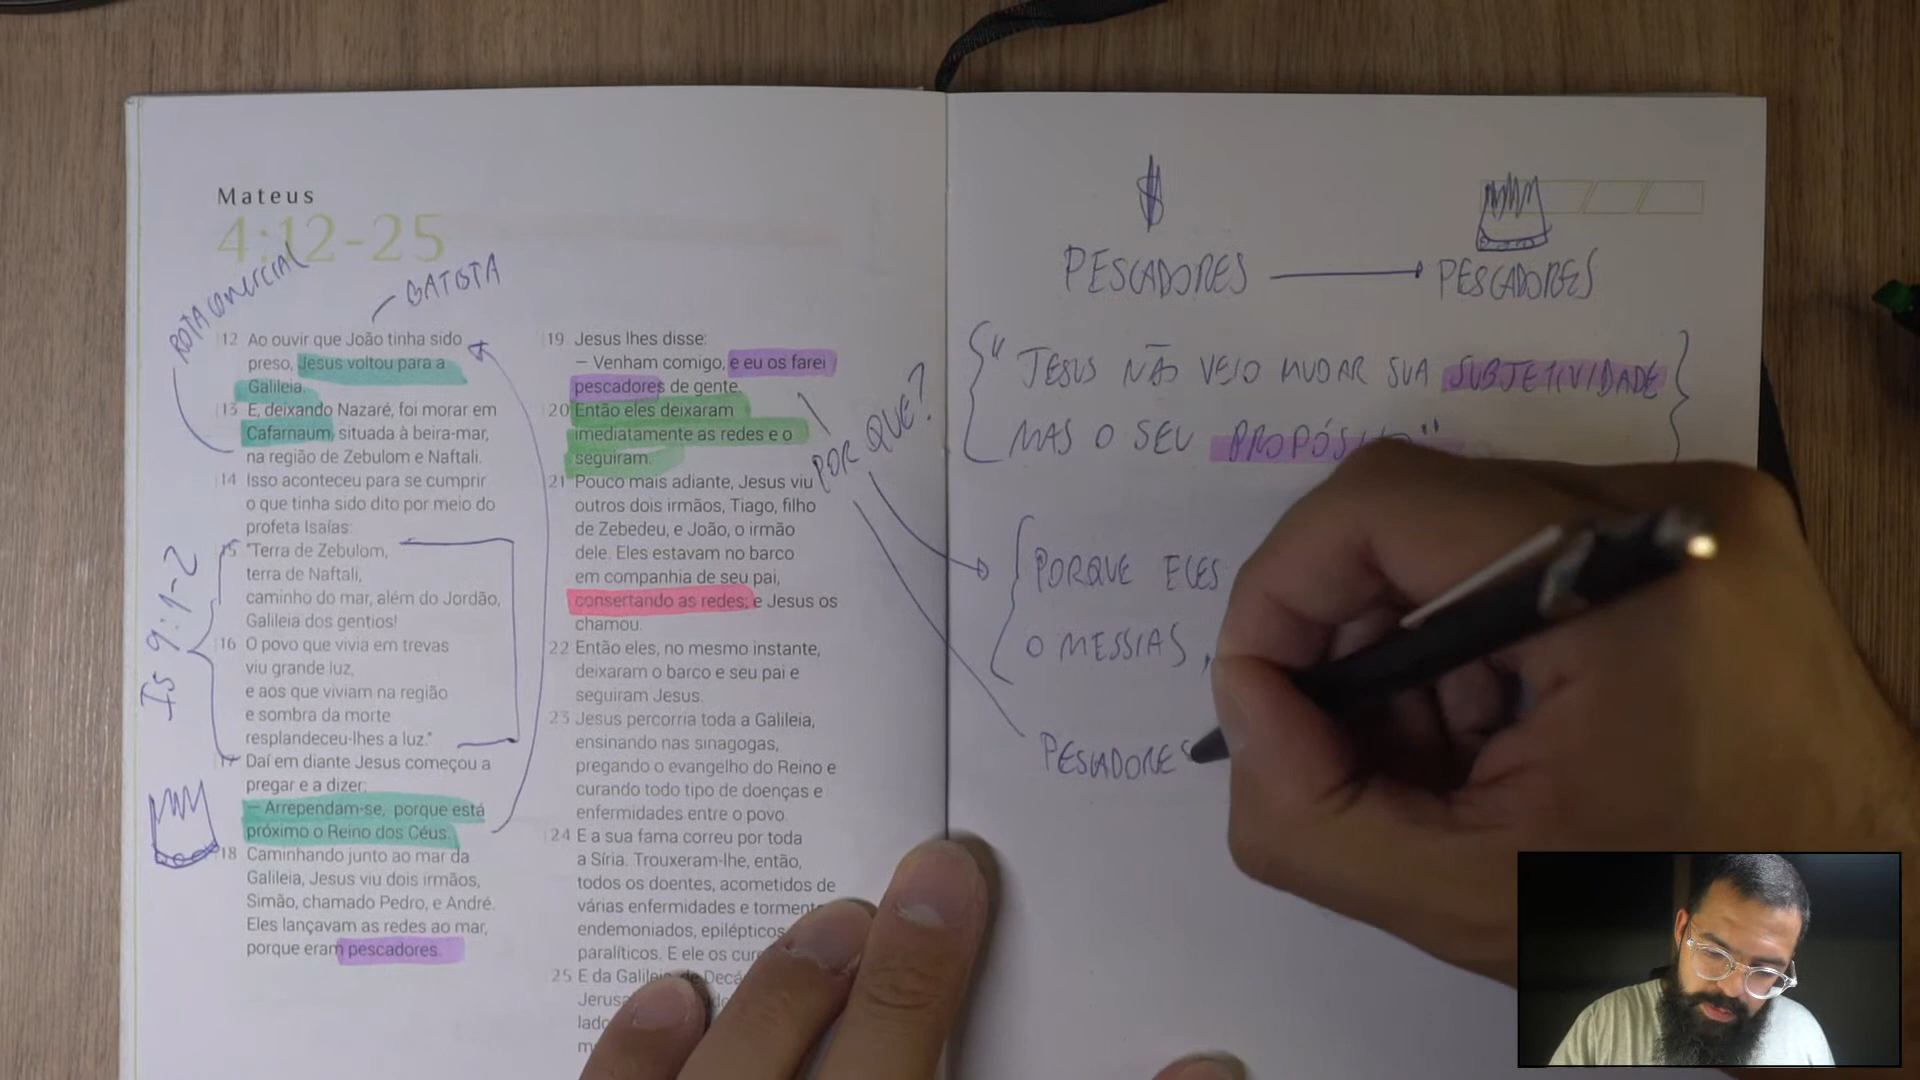 Mateus
4:12-25
ROTA COMERCIAL
BATISTA
12 Ao ouvir que João tinha sido
preso, Jesus voltou para a
Galileia.
13 E, deixando Nazaré, foi morar em
Cafarnaum, situada à beira-mar,
na região de Zebulom e Naftali.
14 Isso aconteceu para se cumprir
o que tinha sido dito por meio do
profeta Isaías:
15 "Terra de Zebulom,
terra de Naftali,
caminho do mar, além do Jordão,
Galileia dos gentios!
16 O povo que vivia em trevas
viu grande luz,
e aos que viviam na região
e sombra da morte
resplandeceu-lhes a luz."
17 Daí em diante Jesus começou a
pregar e a dizer:
— Arrependam-se, porque está
próximo o Reino dos Céus.
18 Caminhando junto ao mar da
Galileia, Jesus viu dois irmãos,
Simão, chamado Pedro, e André.
Eles lançavam as redes ao mar,
porque eram pescadores.
Is 9:1-2
19 Jesus lhes disse:
— Venham comigo, e eu os farei
pescadores de gente.
20 Então eles deixaram
imediatamente as redes e o
seguiram.
21 Pouco mais adiante, Jesus viu
outros dois irmãos, Tiago, filho
de Zebedeu, e João, o irmão
dele. Eles estavam no barco
em companhia de seu pai,
consertando as redes; e Jesus os
chamou.
22 Então eles, no mesmo instante,
deixaram o barco e seu pai e
seguiram Jesus.
23 Jesus percorria toda a Galileia,
ensinando nas sinagogas,
pregando o evangelho do Reino e
curando todo tipo de doenças e
enfermidades entre o povo.
24 E a sua fama correu por toda
a Síria. Trouxeram-lhe, então,
todos os doentes, acometidos de
várias enfermidades e torment
endemoniados, epilépticos
paralíticos. E ele os cur
25 E da Galileia, de Decá
Jerusa
lado
m
POR QUE?
$
PESCADORES PESCADORES
"JESUS NÃO VEIO MUDAR SUA SUBJETIVIDADE
MAS O SEU PROPÓSITO"
PORQUE ELES
O MESSIAS,
PESCADORES